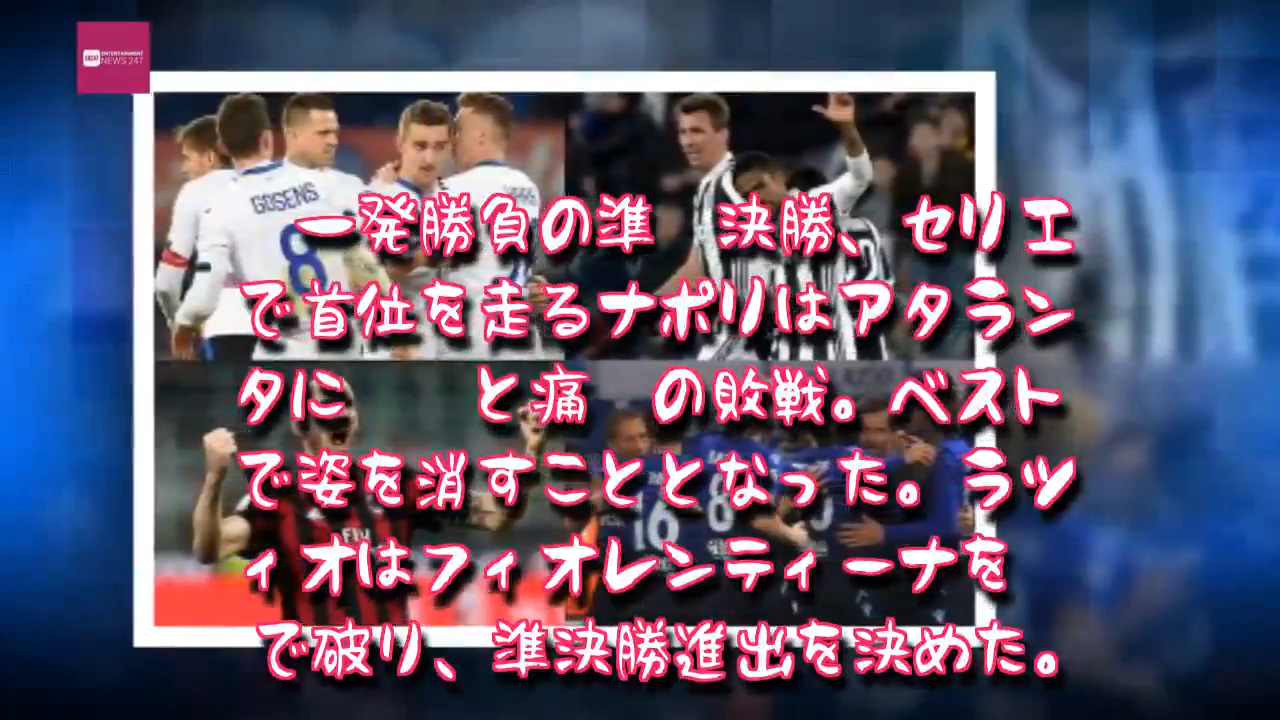 ENTERTAINMENT
NEWS 247
GOSENS
8
一発勝負の準　決勝、セリエ
で首位を走るナポリはアタラン
タに　　と痛　の敗戦。ベスト
で姿を消すこととなった。ラツ
ィオはフィオレンティーナを
で破り、準決勝進出を決めた。
16
8